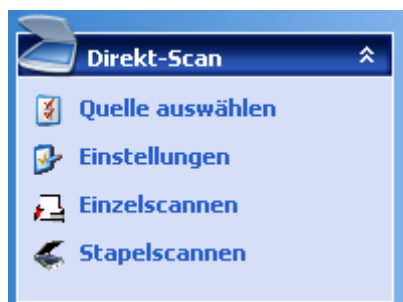 Direkt-Scan
Quelle auswählen
Einstellungen
Einzelscannen
Stapelscannen